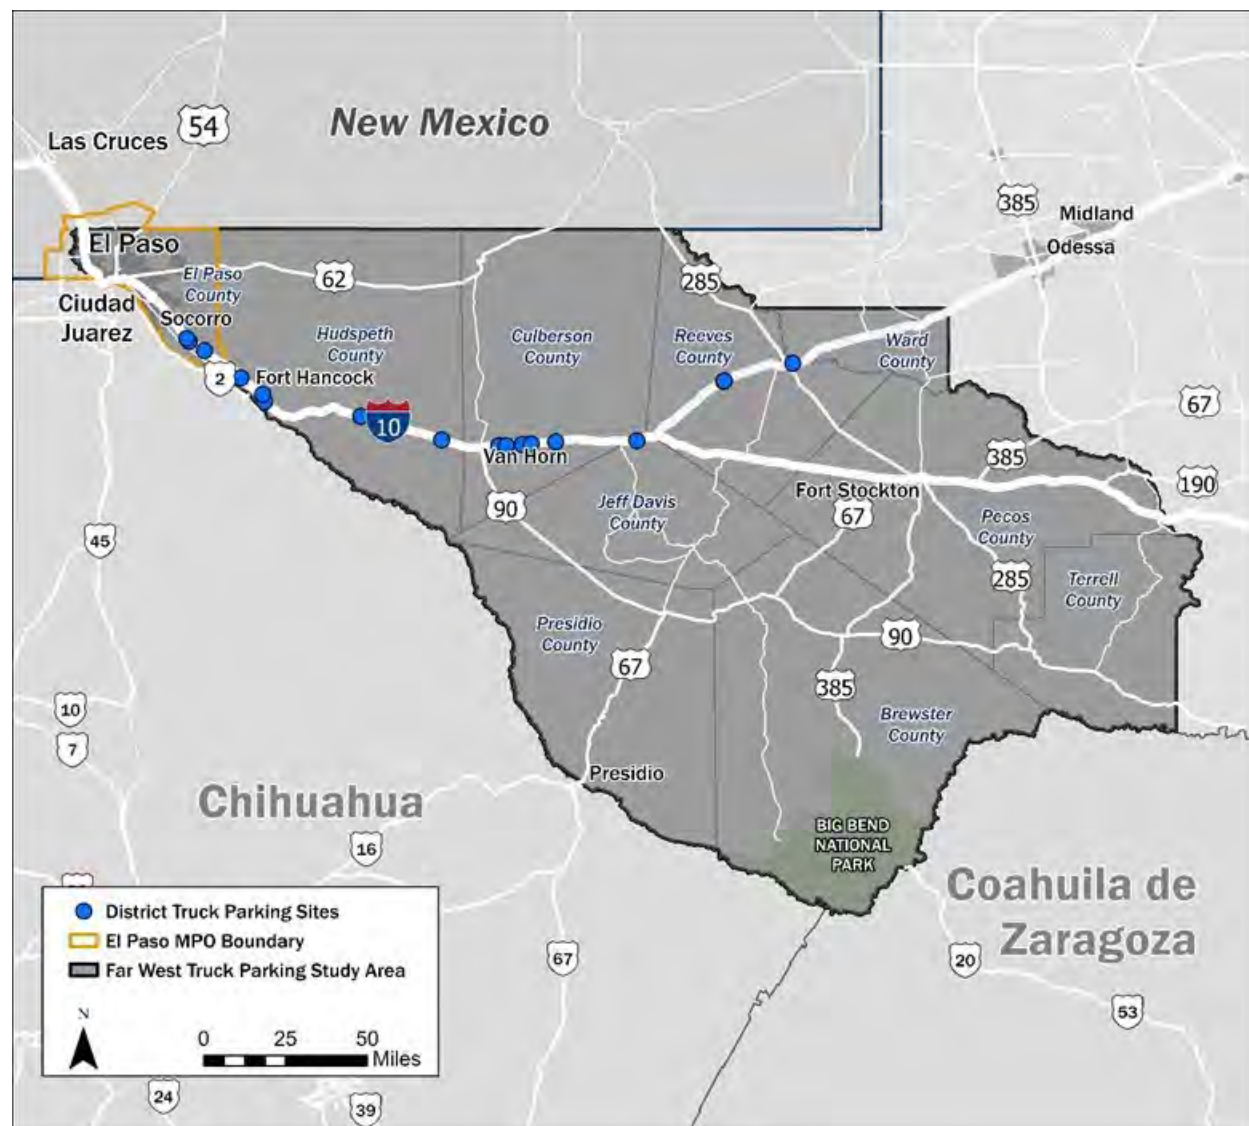 New Mexico
54
Las Cruces
385
Midland
Odessa
El Paso
El Paso
County
62
285
Ciudad
Juarez
Socorro
Hudspeth
County
Culberson
County
Reeves
County
Ward
County
2
Fort Hancock
67
10
Van Horn
385
190
Fort Stockton
90
Jeff Davis
County
67
Pecos
County
45
285
Terrell
County
Presidio
County
90
67
385
10
Brewster
County
7
Presidio
Chihuahua
BIG BEND
NATIONAL
PARK
16
Coahuila de
Zaragoza
District Truck Parking Sites
El Paso MPO Boundary
Far West Truck Parking Study Area
67
20
53
N
0 25 50
Miles
24
39